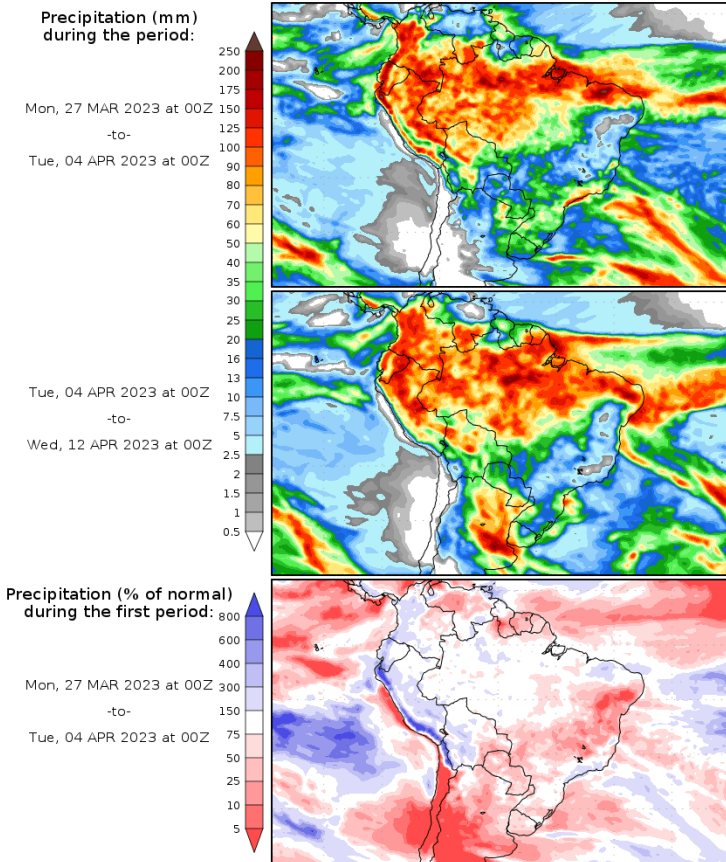 Precipitation (mm)
during the period:
Mon, 27 MAR 2023 at 00Z
-to-
Tue, 04 APR 2023 at 00Z
250
200
175
150
125
100
90
80
70
60
50
40
35
30
25
20
16
13
10
7.5
5
2.5
2
1.5
1
0.5
Tue, 04 APR 2023 at 00Z
-to-
Wed, 12 APR 2023 at 00Z
Precipitation (% of normal)
during the first period:
Mon, 27 MAR 2023 at 00Z
-to-
Tue, 04 APR 2023 at 00Z
800
600
400
300
150
75
50
25
10
5